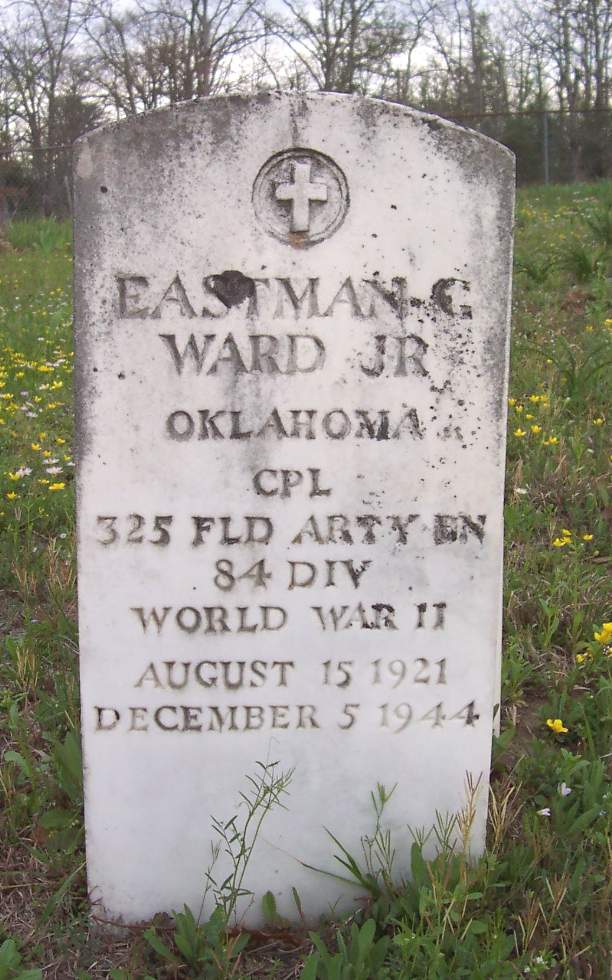 EASTMAN G
WARD JR
OKLAHOMA
CPL
325 FLD ARTY BN
84 DIV
WORLD WAR II
AUGUST 15 1921
DECEMBER 5 1944